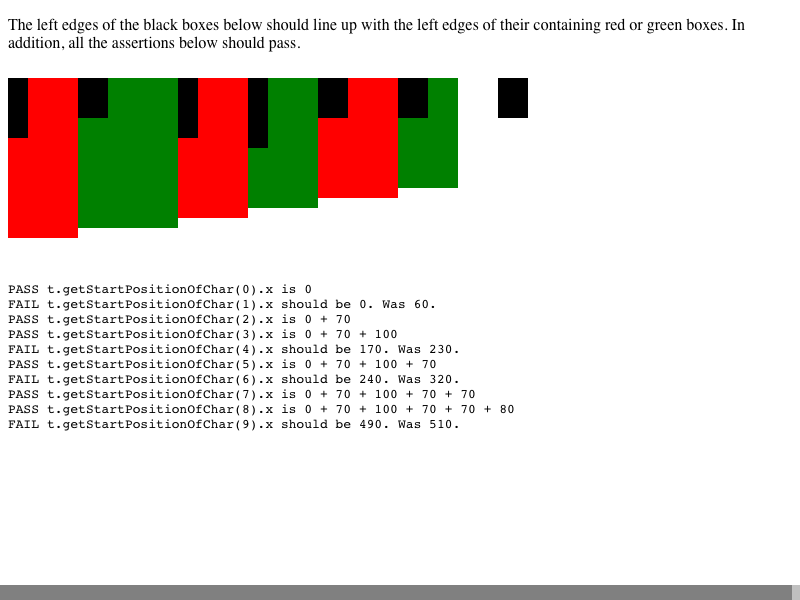 The left edges of the black boxes below should line up with the left edges of their containing red or green boxes. In
addition, all the assertions below should pass.
PASS t.getStartPositionOfChar(0).x is 0
FAIL t.getStartPositionOfChar(1).x should be 0. Was 60.
PASS t.getStartPositionOfChar(2).x is 0 + 70
PASS t.getStartPositionOfChar(3).x is 0 + 70 + 100
FAIL t.getStartPositionOfChar(4).x should be 170. Was 230.
PASS t.getStartPositionOfChar(5).x is 0 + 70 + 100 + 70
FAIL t.getStartPositionOfChar(6).x should be 240. Was 320.
PASS t.getStartPositionOfChar(7).x is 0 + 70 + 100 + 70 + 70
PASS t.getStartPositionOfChar(8).x is 0 + 70 + 100 + 70 + 70 + 80
FAIL t.getStartPositionOfChar(9).x should be 490. Was 510.